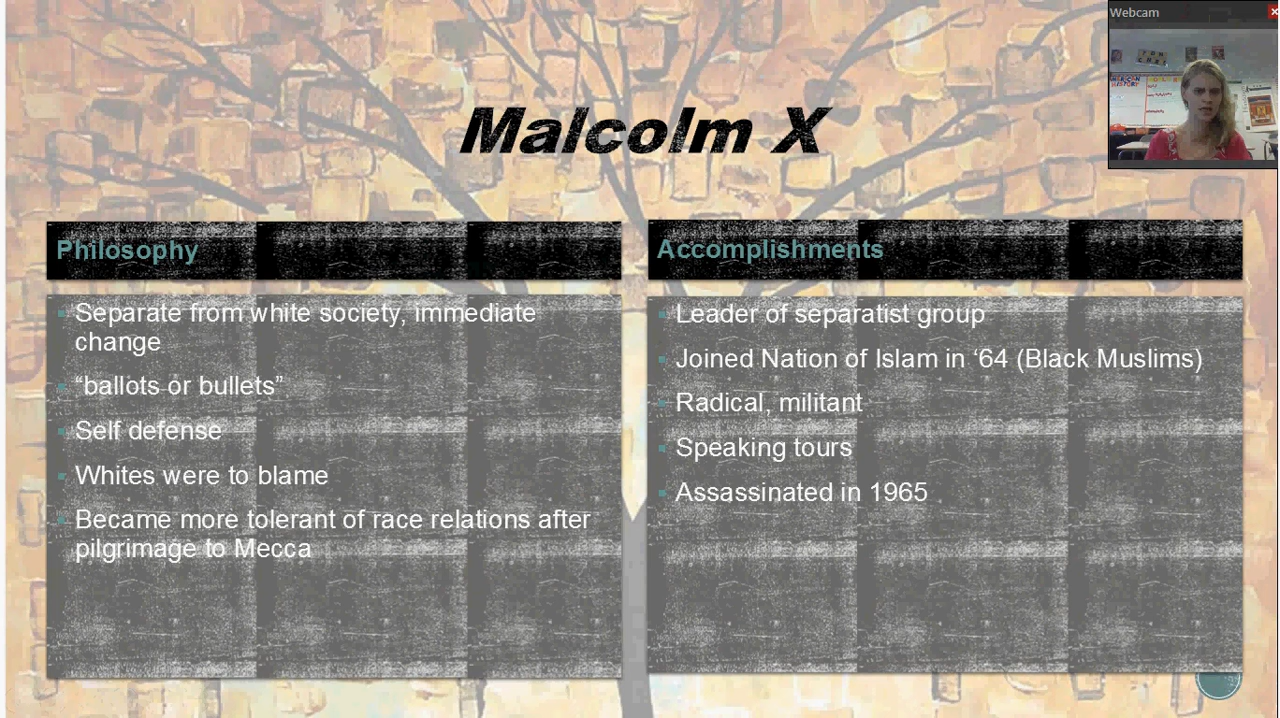 Webcam
Malcolm X
Philosophy
Separate from white society, immediate
change
“ballots or bullets”
Self defense
Whites were to blame
Became more tolerant of race relations after
pilgrimage to Mecca
Accomplishments
Leader of separatist group
Joined Nation of Islam in ‘64 (Black Muslims)
Radical, militant
Speaking tours
Assassinated in 1965